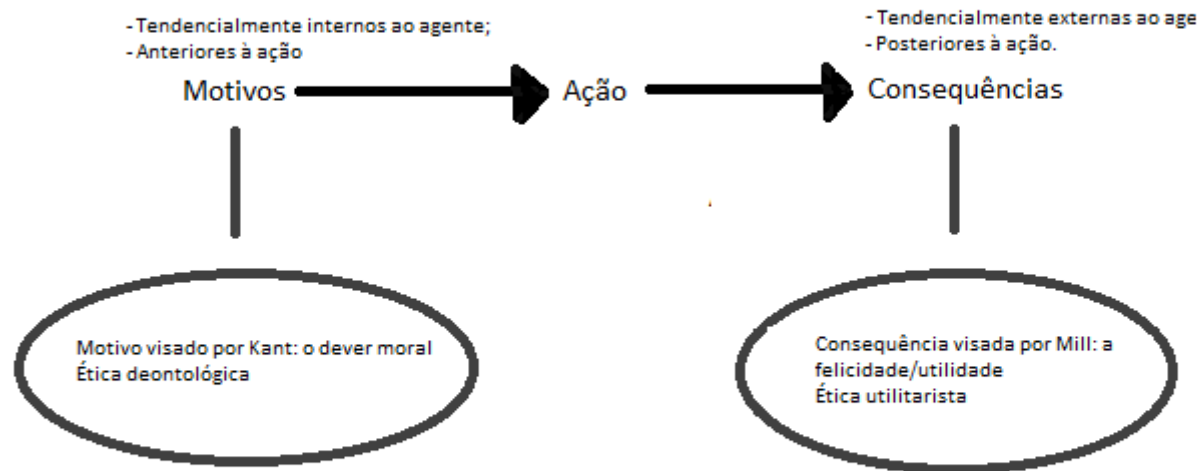 - Tendencialmente internos ao agente;
- Anteriores à ação
- Tendencialmente externas ao age
- Posteriores à ação.
Motivos
Ação
Consequências
Motivo visado por Kant: o dever moral
Ética deontológica
Consequência visada por Mill: a
felicidade/utilidade
Ética utilitarista